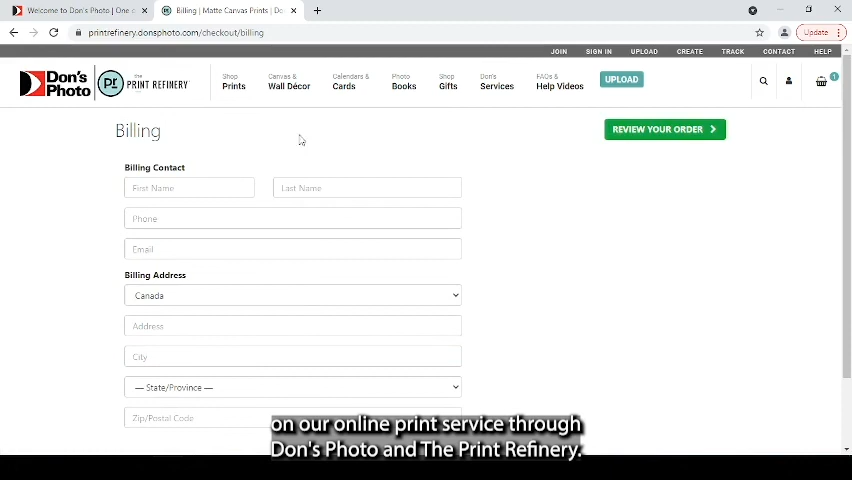 Welcome to Don's Photo | One
Billing | Matte Canvas Prints | Do
printrefinery.donsphoto.com/checkout/billing
Update
JOIN SIGN IN UPLOAD CREATE TRACK CONTACT HELP
Don's Photo
Pr the PRINT REFINERY
Shop Prints
Canvas & Wall Décor
Calendars & Cards
Photo Books
Shop Gifts
Don's Services
FAQs & Help Videos
UPLOAD
1
Billing
REVIEW YOUR ORDER
Billing Contact
First Name
Last Name
Phone
Email
Billing Address
Canada
Address
City
— State/Province —
Zip/Postal Code
on our online print service through
Don's Photo and The Print Refinery.